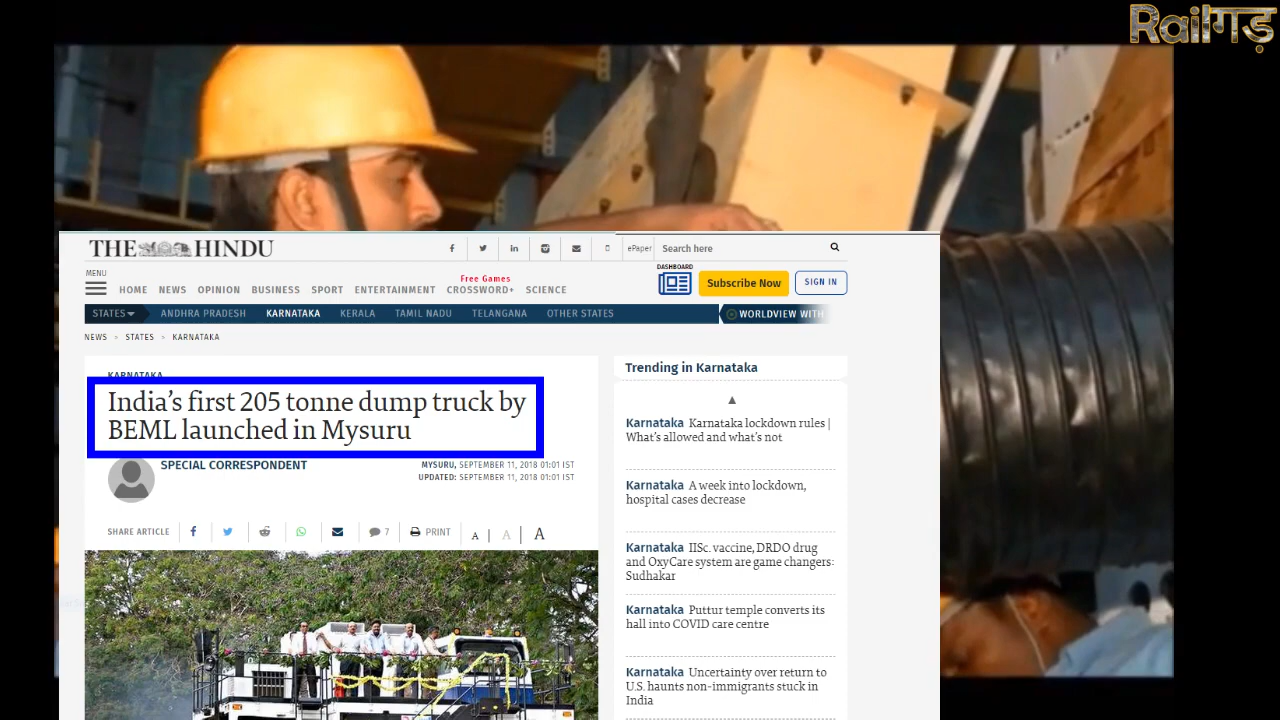 Railगड़
THE HINDU
ePaper
Search here
MENU
HOME NEWS OPINION BUSINESS SPORT ENTERTAINMENT CROSSWORD+ SCIENCE
Free Games
DASHBOARD
Subscribe Now
SIGN IN
STATES ANDHRA PRADESH KARNATAKA KERALA TAMIL NADU TELANGANA OTHER STATES
WORLDVIEW WITH
NEWS > STATES > KARNATAKA
KARNATAKA
India's first 205 tonne dump truck by
BEML launched in Mysuru
SPECIAL CORRESPONDENT
MYSURU, SEPTEMBER 11, 2018 01:01 IST
UPDATED: SEPTEMBER 11, 2018 01:01 IST
SHARE ARTICLE 7 PRINT A | A | A
Trending in Karnataka
Karnataka Karnataka lockdown rules |
What's allowed and what's not
Karnataka A week into lockdown,
hospital cases decrease
Karnataka IISc. vaccine, DRDO drug
and OxyCare system are game changers:
Sudhakar
Karnataka Puttur temple converts its
hall into COVID care centre
Karnataka Uncertainty over return to
U.S. haunts non-immigrants stuck in
India